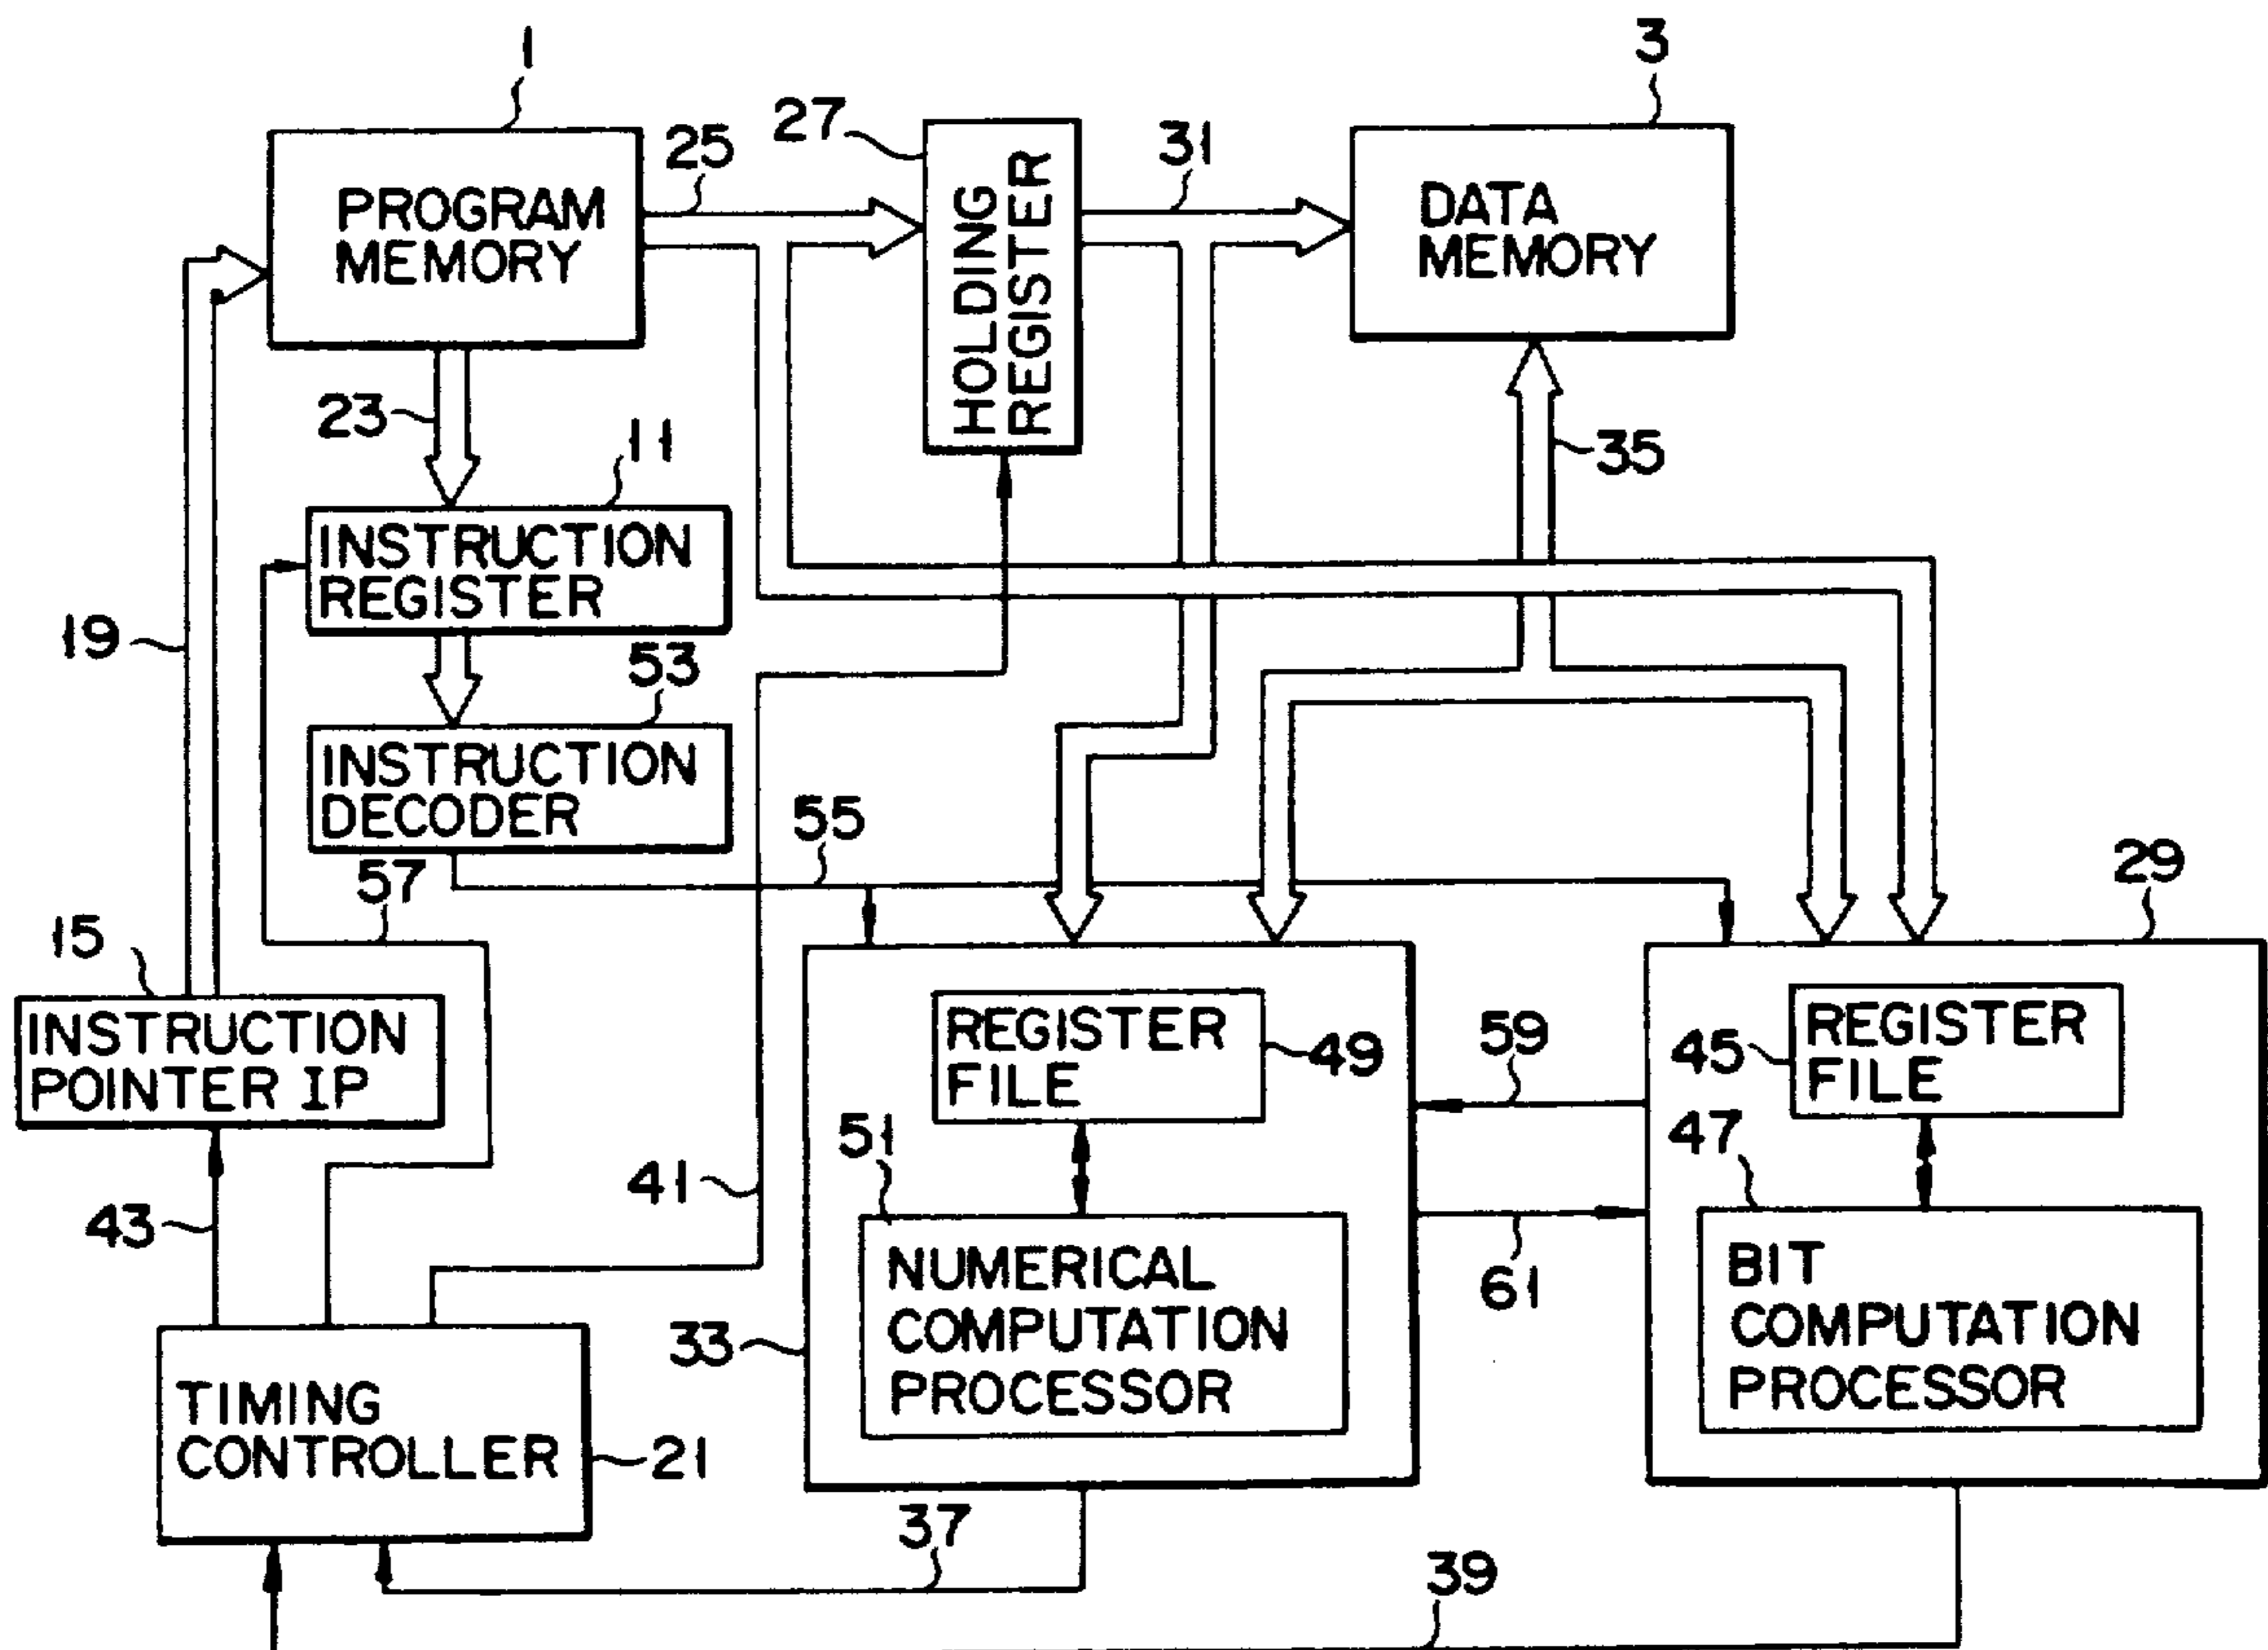 1
3
27
25
31
PROGRAM
MEMORY
HOLDING
REGISTER
DATA
MEMORY
23
11
35
INSTRUCTION
REGISTER
19
53
INSTRUCTION
DECODER
55
57
29
15
INSTRUCTION
POINTER IP
REGISTER
FILE
49
59
45
REGISTER
FILE
51
47
41
43
NUMERICAL
COMPUTATION
PROCESSOR
61
BIT
COMPUTATION
PROCESSOR
33
TIMING
CONTROLLER
21
37
39